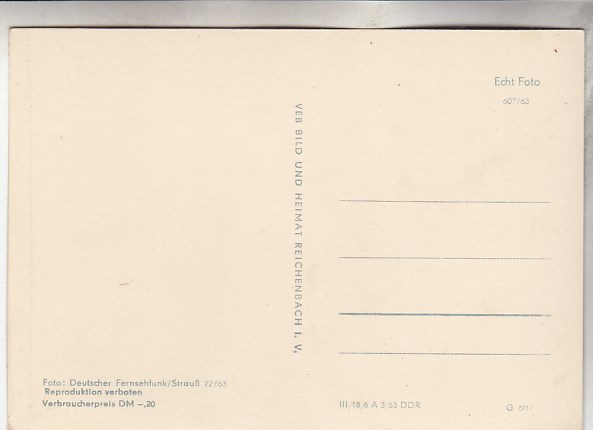 Echt Foto
607/63
VEB BILD UND HEIMAT REICHENBACH I. V.
Foto: Deutscher Fernsehfunk/Strauß 22/63
Reproduktion verboten
Verbraucherpreis DM –,20
III/18/6 A 3/63 DDR
G